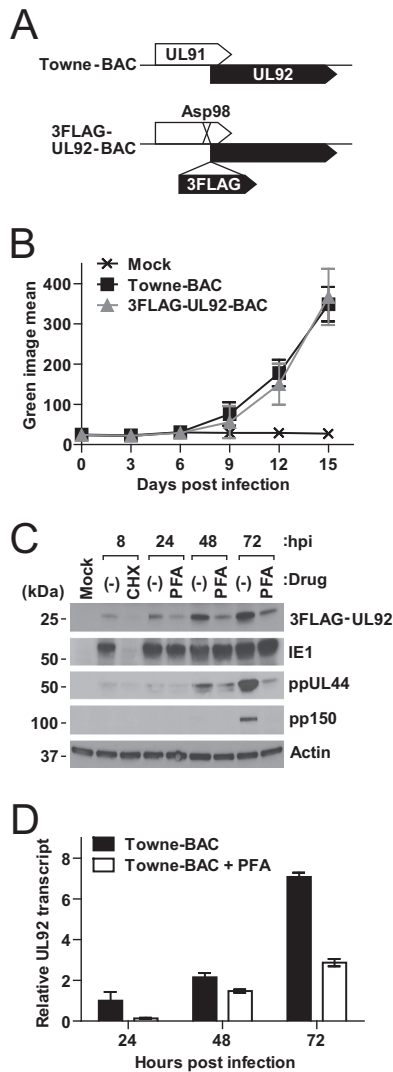 A
Towne-BAC
UL91
UL92
Asp98
3FLAG-
UL92-BAC
3FLAG
B
Mock
Towne-BAC
3FLAG-UL92-BAC
Green image mean
400
300
200
100
0
0 3 6 9 12 15
Days post infection
C
8 24 48 72 :hpi
(kDa) Mock (-) CHX (-) PFA (-) PFA (-) PFA :Drug
25 - 3FLAG-UL92
50 - IE1
50 - ppUL44
100 - pp150
37 - Actin
D
Towne-BAC
Towne-BAC + PFA
Relative UL92 transcript
8
6
4
2
0
24 48 72
Hours post infection